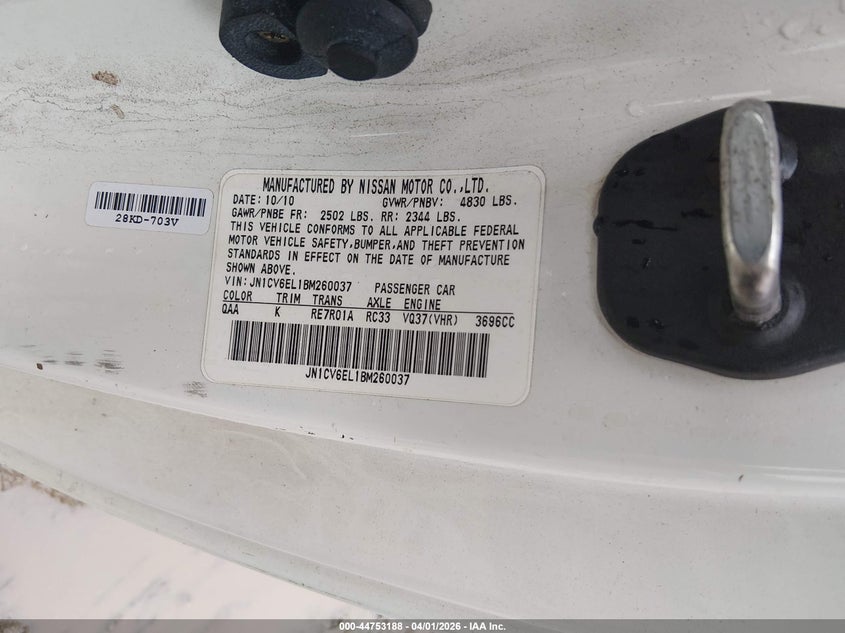 MANUFACTURED BY NISSAN MOTOR CO.,LTD.
DATE: 10/10 GVWR/PNBV: 4830 LBS.
GAWR/PNBE FR: 2502 LBS. RR: 2344 LBS.
THIS VEHICLE CONFORMS TO ALL APPLICABLE FEDERAL
MOTOR VEHICLE SAFETY,BUMPER,AND THEFT PREVENTION
STANDARDS IN EFFECT ON THE DATE OF MANUFACTURE
SHOWN ABOVE.
VIN:JN1CV6EL1BM260037 PASSENGER CAR
COLOR TRIM TRANS AXLE ENGINE
QAA K RE7R01A RC33 VQ37(VHR) 3696CC
JN1CV6EL1BM260037
28KD-703V
000-44753188 - 04/01/2026 - IAA Inc.